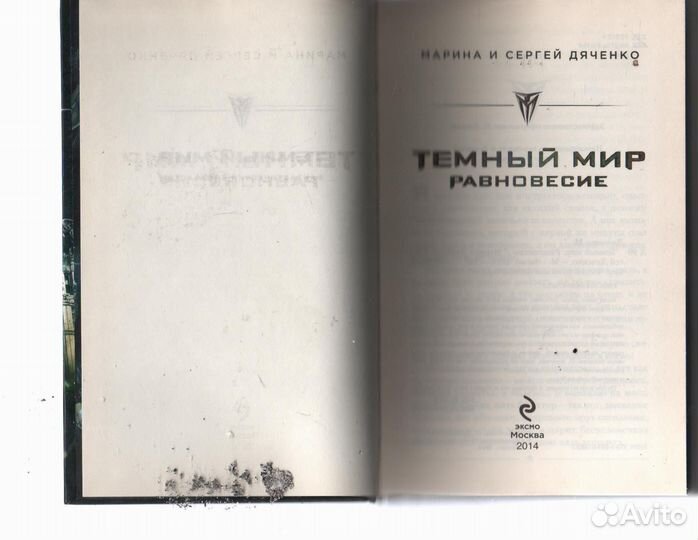 МАРИНА И СЕРГЕЙ ДЯЧЕНКО
ТЕМНЫЙ МИР
РАВНОВЕСИЕ
ЭКСМО
Москва
2014
Avito